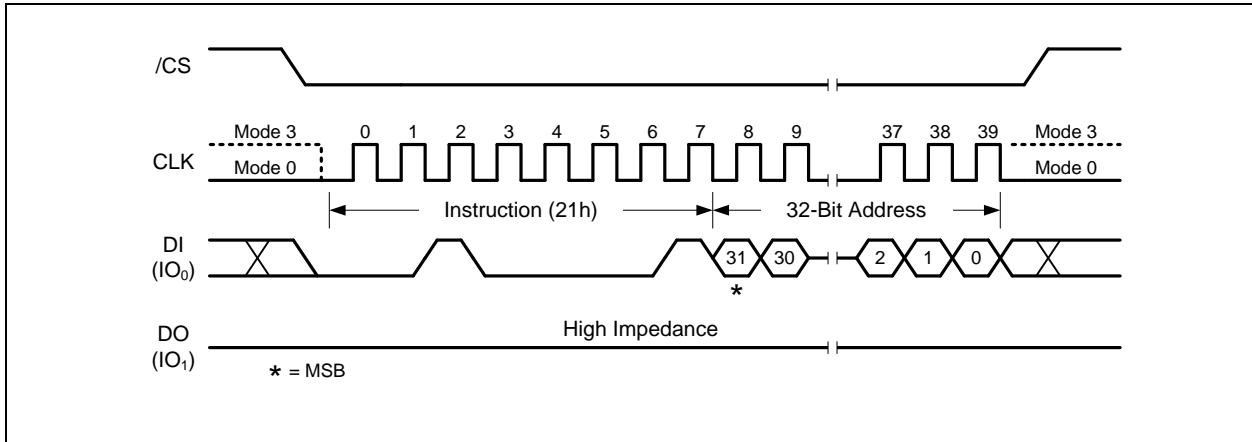 /CS
Mode 3 0 1 2 3 4 5 6 7 8 9 37 38 39 Mode 3
CLK
Mode 0 Mode 0
Instruction (21h) 32-Bit Address
DI
(IO₀)
31 30 2 1 0
*
High Impedance
DO
(IO₁)
* = MSB